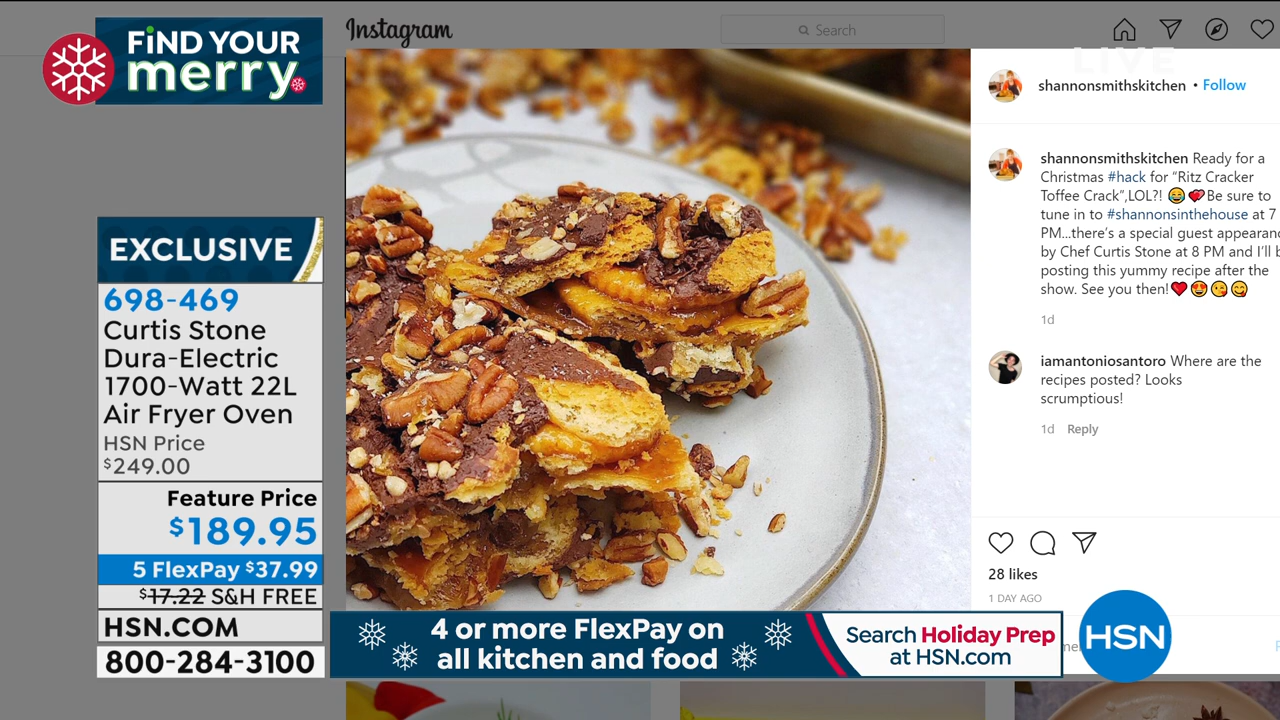 FiND YOUR
merry.
EXCLUSIVE
698-469
Curtis Stone
Dura-Electric
1700-Watt 22L
Air Fryer Oven
HSN Price
$249.00
Feature Price
$189.95
5 FlexPay $37.99
$17.22 S&H FREE
HSN.COM
800-284-3100
Instagram
Search
LIVE
shannonsmithskitchen • Follow
shannonsmithskitchen Ready for a
Christmas #hack for “Ritz Cracker
Toffee Crack”,LOL?! 😂💕Be sure to
tune in to #shannonsinthehouse at 7
PM...there’s a special guest
by Chef Curtis Stone at 8 PM and I’ll
posting this yummy recipe after the
show. See you then!❤️😍😋😋
1d
iamantoniosantoro Where are the
recipes posted? Looks
scrumptious!
1d Reply
28 likes
1 DAY AGO
4 or more FlexPay on
all kitchen and food
Search Holiday Prep
at HSN.com
HSN